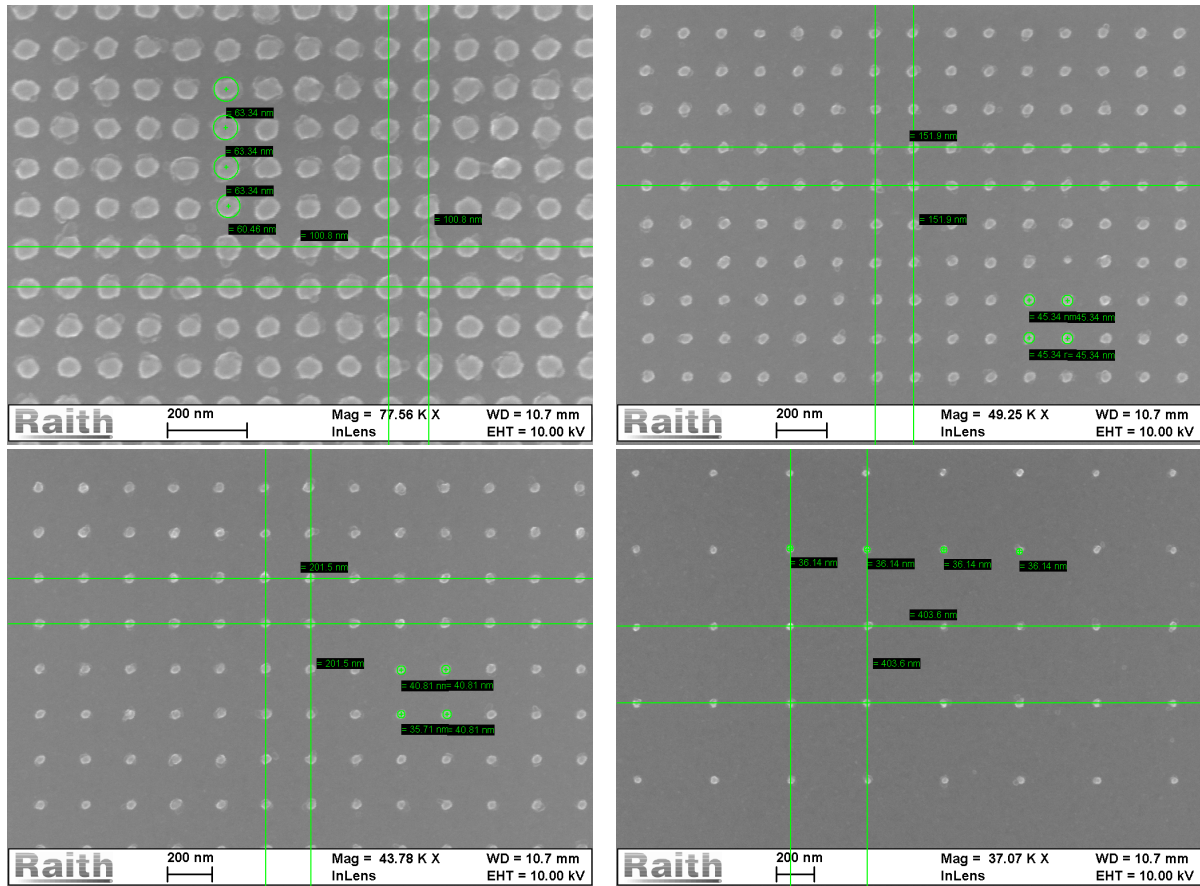 = 63.34 nm
= 63.34 nm
= 63.34 nm
= 60.46 nm
= 100.8 nm
= 100.8 nm
Raith
200 nm
Mag = 77.56 K X
WD = 10.7 mm
InLens
EHT = 10.00 kV
= 151.9 nm
= 151.9 nm
= 45.34 nm= 45.34 nm
= 45.34 nm= 45.34 nm
Raith
200 nm
Mag = 49.25 K X
WD = 10.7 mm
InLens
EHT = 10.00 kV
= 201.5 nm
= 201.5 nm
= 40.81 nm= 40.81 nm
= 35.71 nm= 40.81 nm
Raith
200 nm
Mag = 43.78 K X
WD = 10.7 mm
InLens
EHT = 10.00 kV
= 36.14 nm
= 36.14 nm
= 36.14 nm
= 36.14 nm
= 403.6 nm
= 403.6 nm
Raith
200 nm
Mag = 37.07 K X
WD = 10.7 mm
InLens
EHT = 10.00 kV